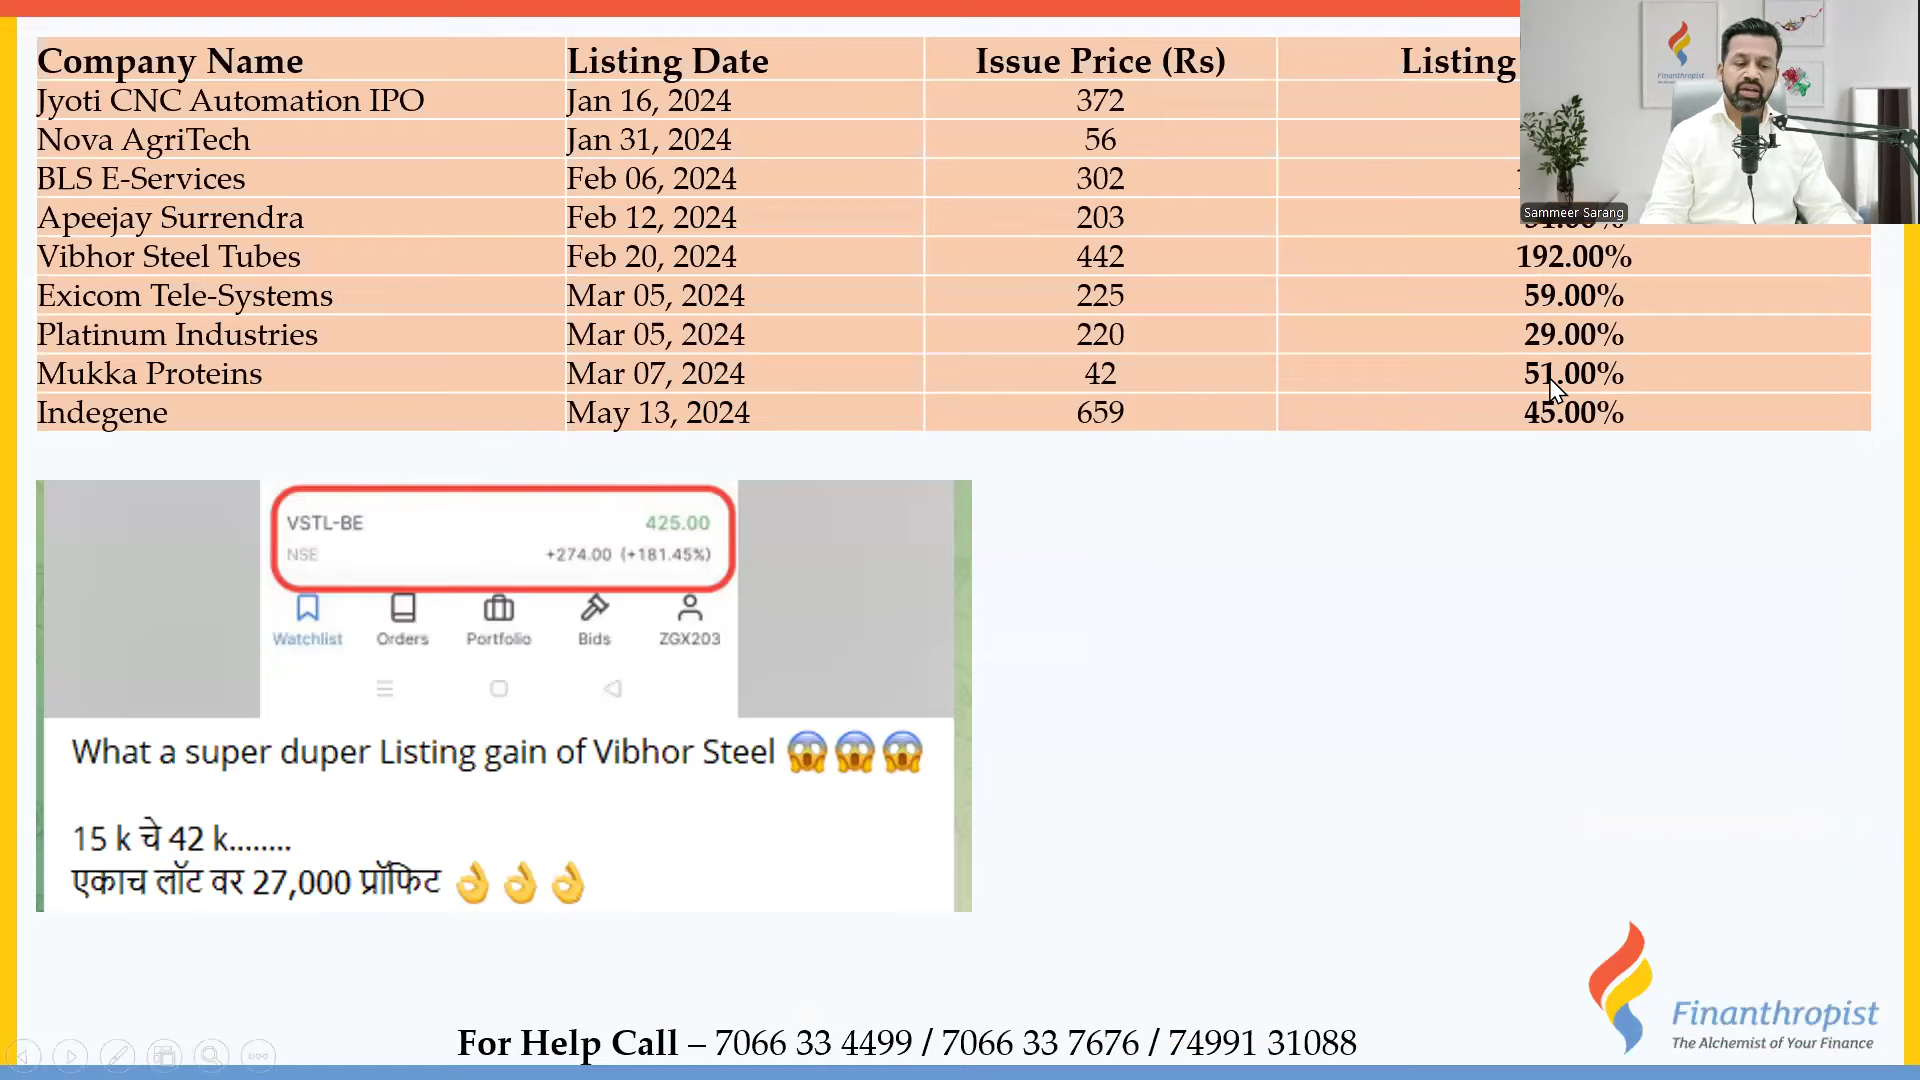 Company Name Listing Date Issue Price (Rs) Listing
Jyoti CNC Automation IPO Jan 16, 2024 372
Nova AgriTech Jan 31, 2024 56
BLS E-Services Feb 06, 2024 302
Apeejay Surrendra Feb 12, 2024 203
Vibhor Steel Tubes Feb 20, 2024 442 192.00%
Exicom Tele-Systems Mar 05, 2024 225 59.00%
Platinum Industries Mar 05, 2024 220 29.00%
Mukka Proteins Mar 07, 2024 42 51.00%
Indegene May 13, 2024 659 45.00%
Finanthropist
Sammeer Sarang
VSTL-BE 425.00
NSE +274.00 (+181.45%)
Watchlist Orders Portfolio Bids ZGX203
What a super duper Listing gain of Vibhor Steel 😱😱😱
15 k चे 42 k........
एकाच लॉट वर 27,000 प्रॉफिट 👌👌👌
Finanthropist
The Alchemist of Your Finance
For Help Call – 7066 33 4499 / 7066 33 7676 / 74991 31088